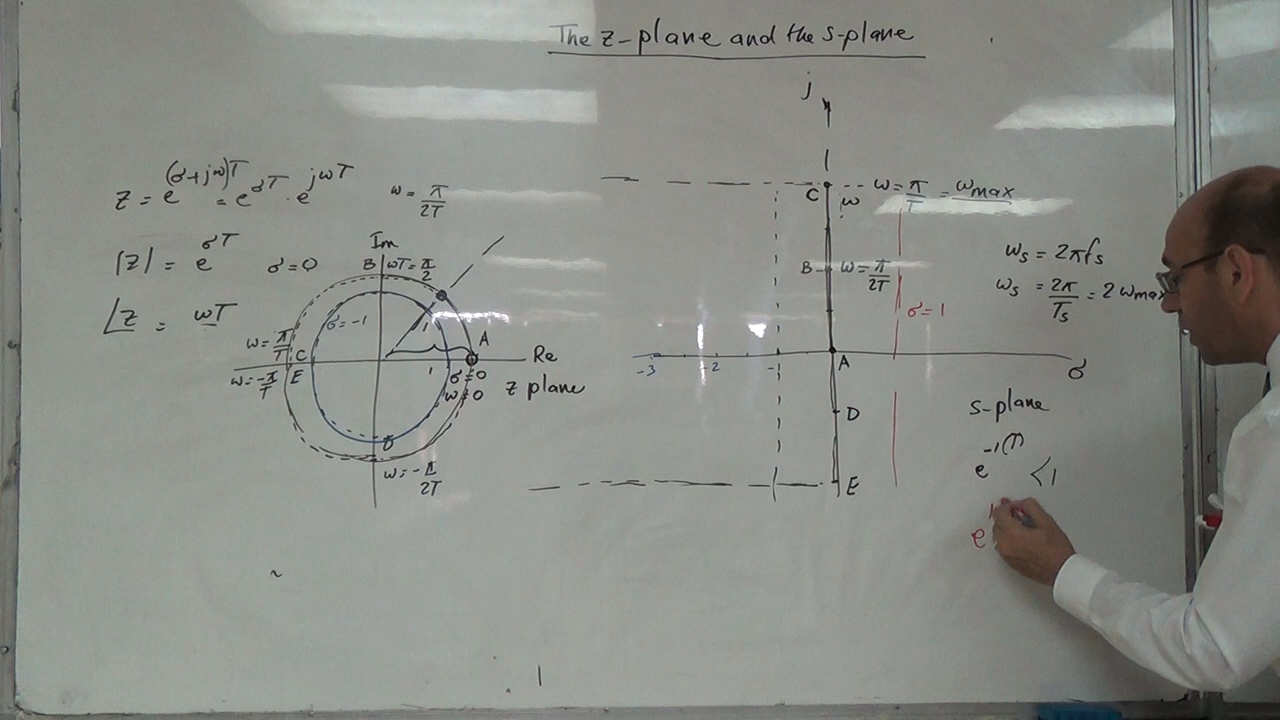 The z-plane and the s-plane
z = e^(σ+jω)T = e^σT · e^jωT
|z| = e^σT σ=0
∠z = ωT
ω = π/2T
Im
B ωT = π/2
σ=-1
A
ω = π/T C
ω = -π/T E
1
σ=0
ω=0
Re
z plane
D
ω = -π/2T
j
C ω = π/T = ωmax
ω
B ω = π/2T
σ=1
-3 -2 -1 A σ
D
E
ωs = 2πfs
ωs = 2π/Ts = 2ωmax
s-plane
e^-1(T) < 1
e^1